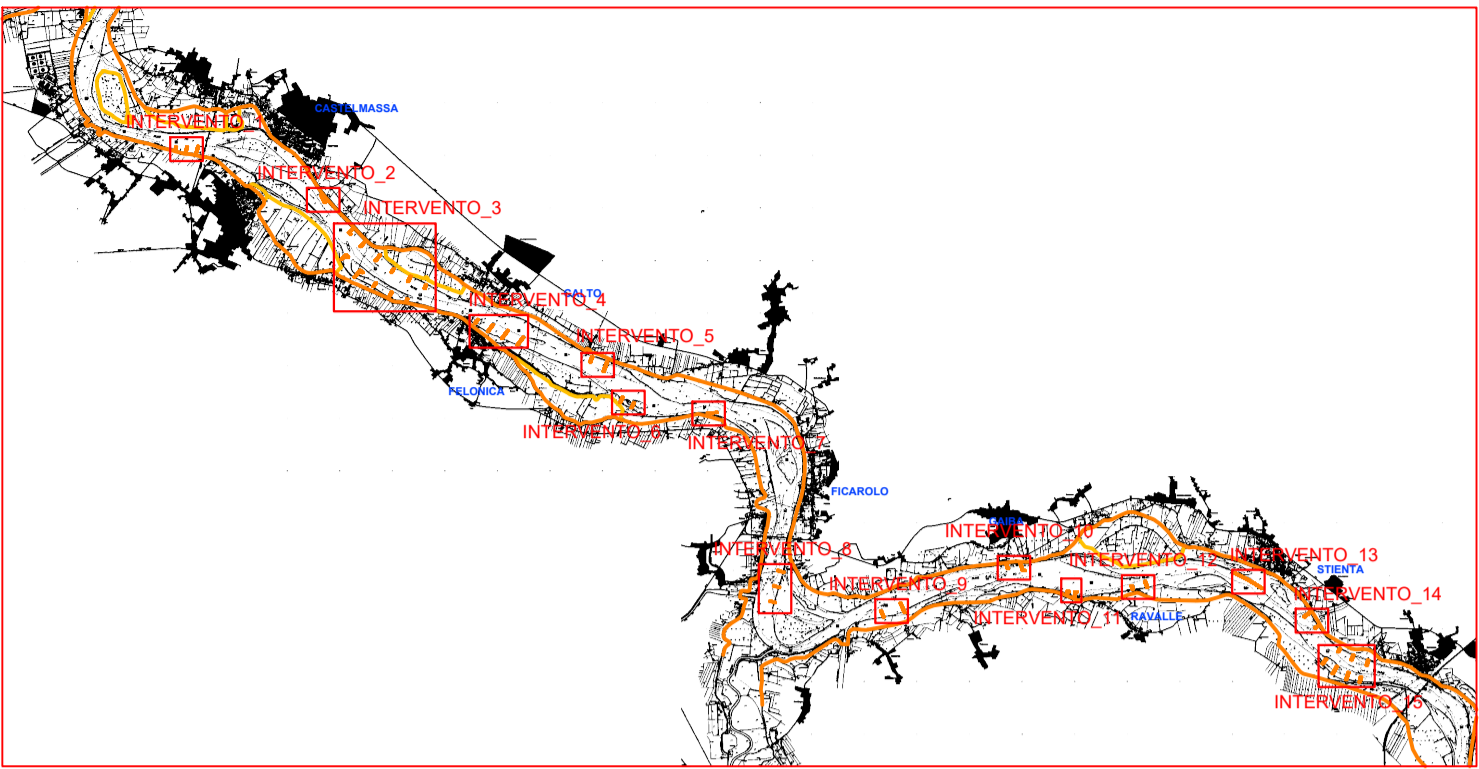 CASTELMASSA
INTERVENTO_1
INTERVENTO_2
INTERVENTO_3
CALTO
INTERVENTO_4
INTERVENTO_5
FELONICA
INTERVENTO_6
INTERVENTO_7
FICAROLO
GAIBA
INTERVENTO_10
INTERVENTO_8
INTERVENTO_12
INTERVENTO_13
STIENTA
INTERVENTO_9
INTERVENTO_14
INTERVENTO_11
RAVALLE
INTERVENTO_15